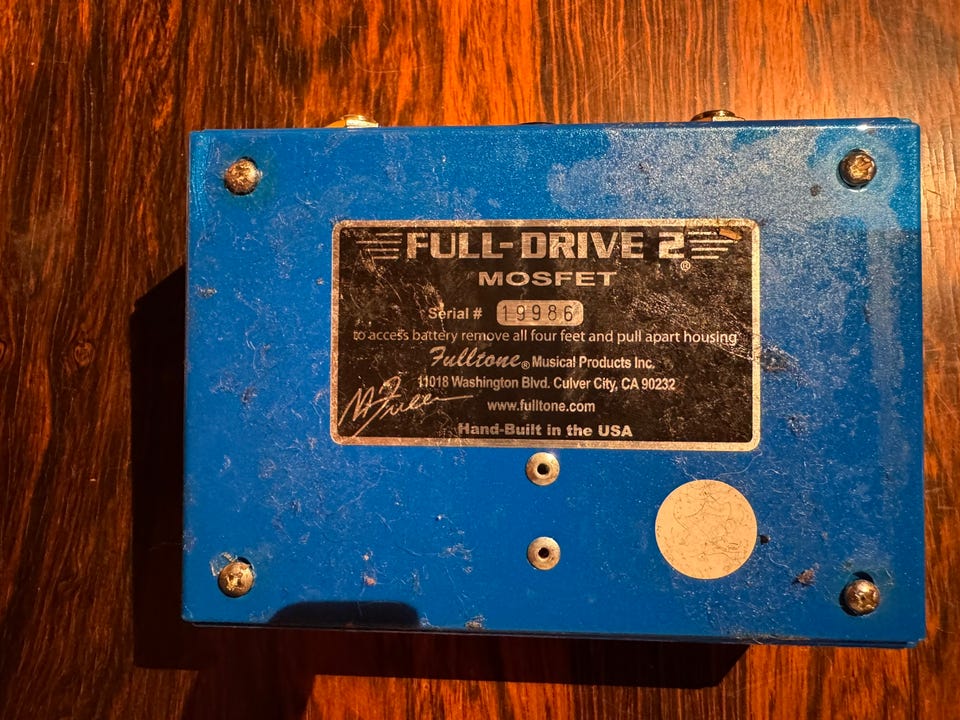 FULL-DRIVE 2®
MOSFET
Serial # 19986
to access battery remove all four feet and pull apart housing
Fulltone® Musical Products Inc.
11018 Washington Blvd. Culver City, CA 90232
www.fulltone.com
Hand-Built in the USA